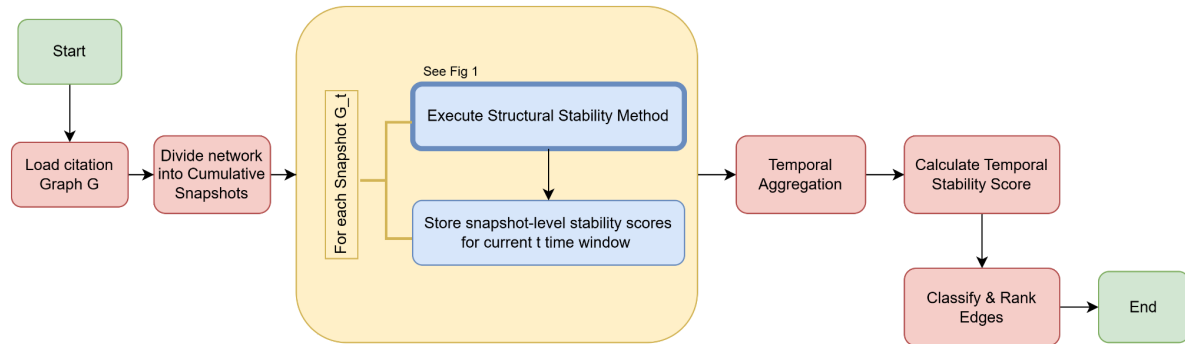 Start
Load citation
Graph G
Divide network
into Cumulative
Snapshots
For each Snapshot G_t
See Fig 1
Execute Structural Stability Method
Store snapshot-level stability scores
for current t time window
Temporal
Aggregation
Calculate Temporal
Stability Score
Classify & Rank
Edges
End